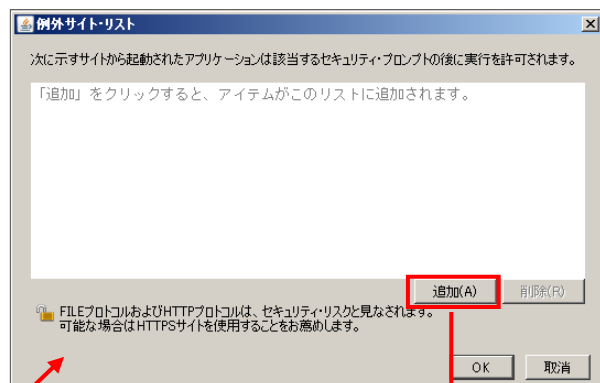 例外サイト・リスト
次に示すサイトから起動されたアプリケーションは該当するセキュリティ・プロンプトの後に実行を許可されます。
「追加」をクリックすると、アイテムがこのリストに追加されます。
追加(A)
削除(R)
FILEプロトコルおよびHTTPプロトコルは、セキュリティ・リスクと見なされます。
可能な場合はHTTPSサイトを使用することをお薦めします。
OK
取消